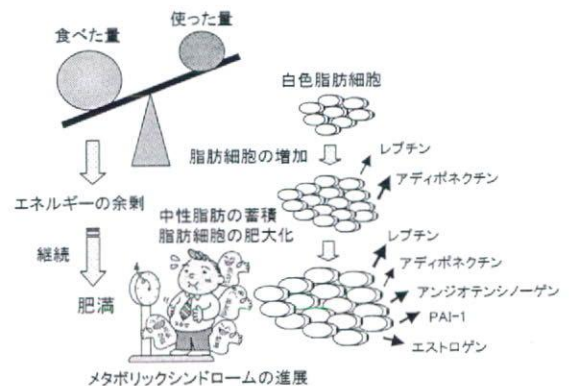 食べた量
使った量
エネルギーの余剰
継続
肥満
白色脂肪細胞
脂肪細胞の増加
レプチン
アディポネクチン
中性脂肪の蓄積
脂肪細胞の肥大化
レプチン
アディポネクチン
アンジオテンシノーゲン
PAI-1
エストロゲン
メタボリックシンドロームの進展